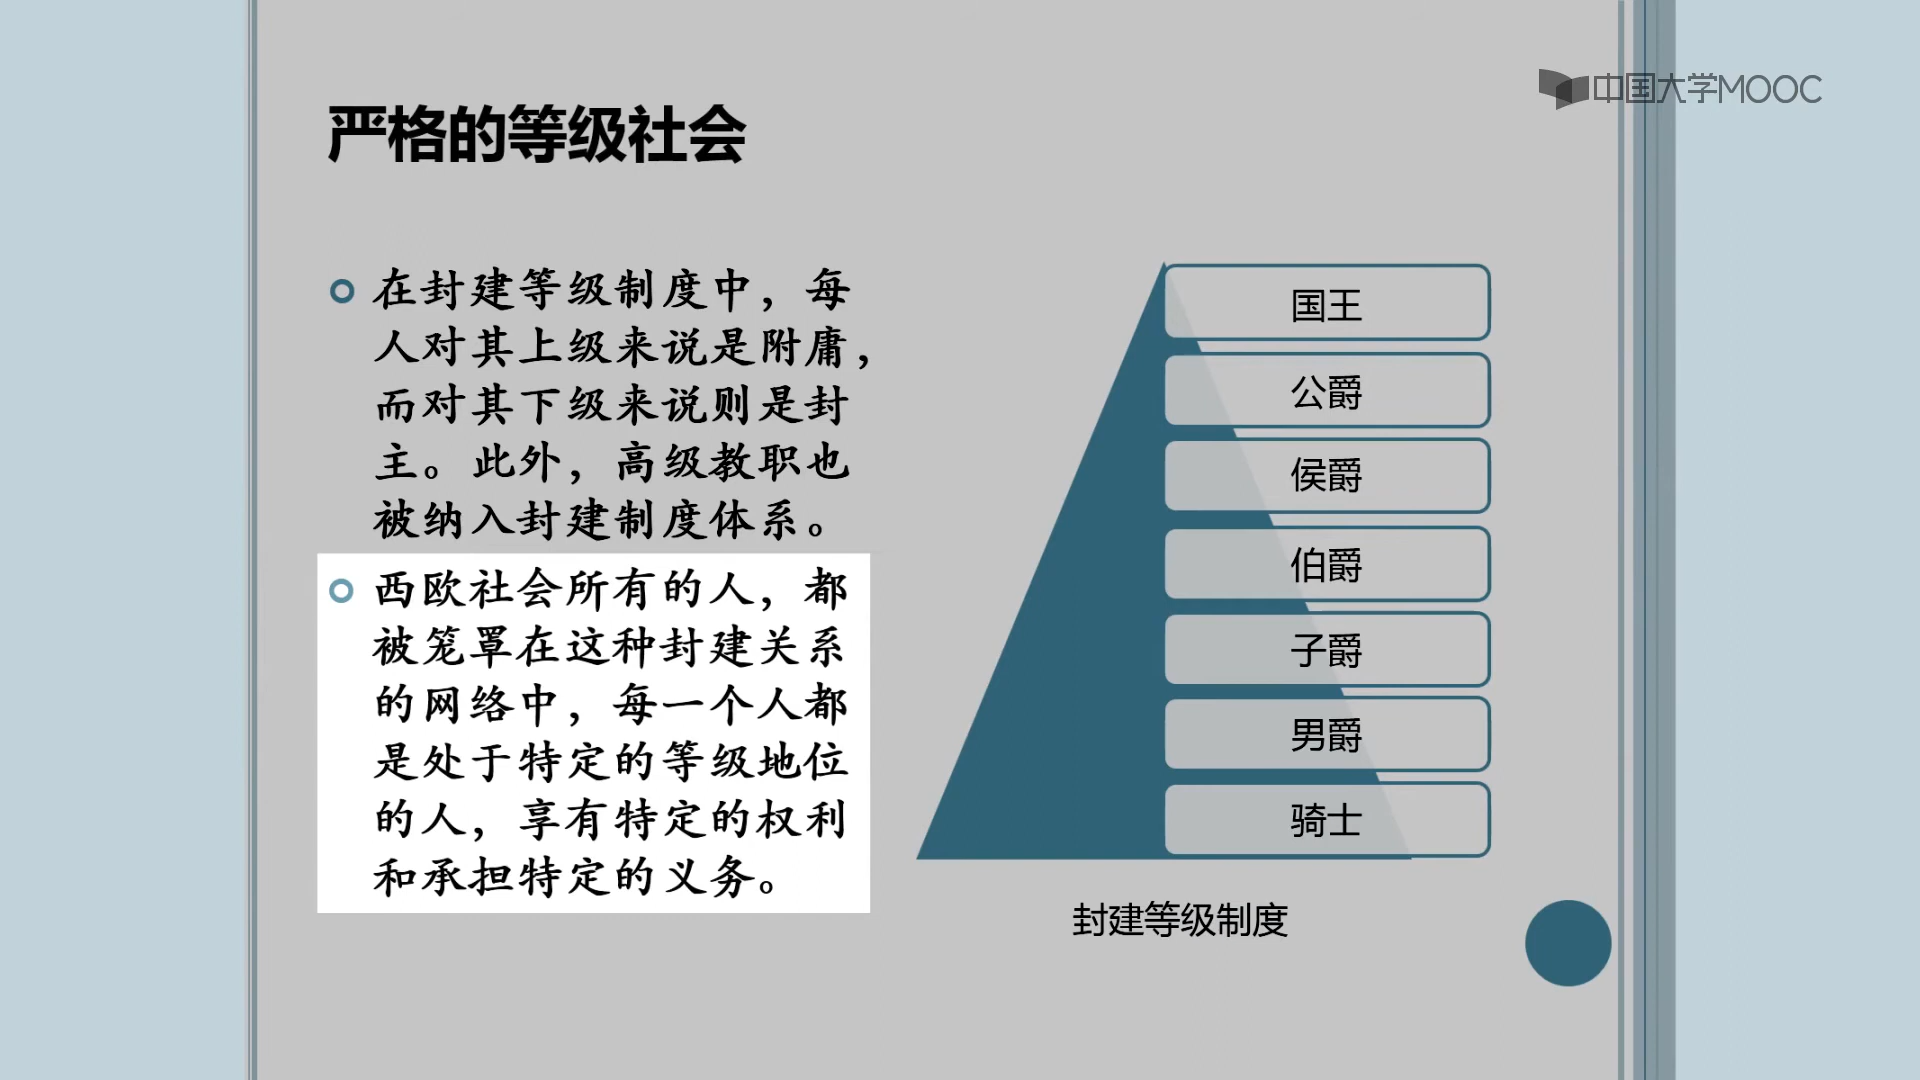 中国大学MOOC
严格的等级社会
在封建等级制度中，每
人对其上级来说是附庸，
而对其下级来说则是封
主。此外，高级教职也
被纳入封建制度体系。
西欧社会所有的人，都
被笼罩在这种封建关系
的网络中，每一个人都
是处于特定的等级地位
的人，享有特定的权利
和承担特定的义务。
国王
公爵
侯爵
伯爵
子爵
男爵
骑士
封建等级制度